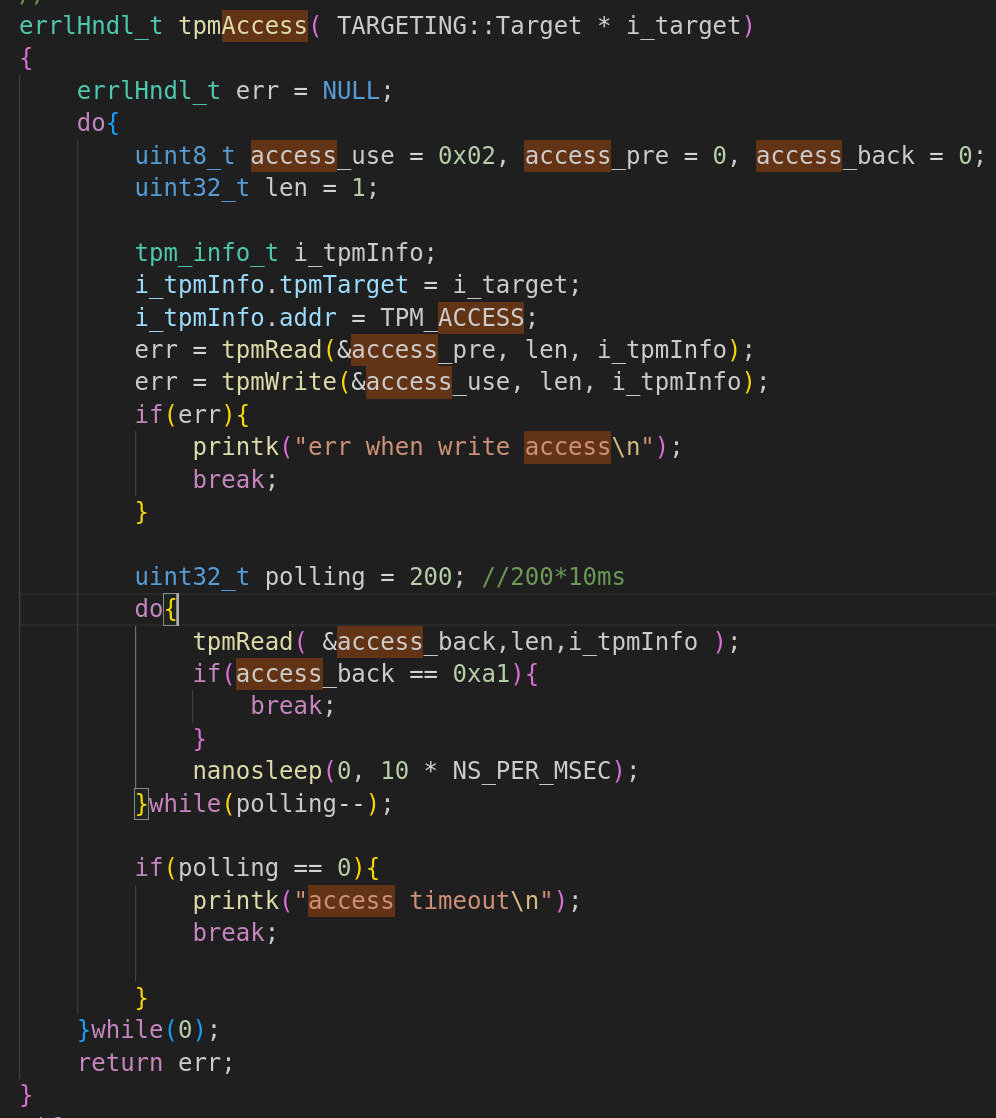 //
errlHndl_t tpmAccess( TARGETING::Target * i_target)
{
    errlHndl_t err = NULL;
    do{
        uint8_t access_use = 0x02, access_pre = 0, access_back = 0;
        uint32_t len = 1;

        tpm_info_t i_tpmInfo;
        i_tpmInfo.tpmTarget = i_target;
        i_tpmInfo.addr = TPM_ACCESS;
        err = tpmRead(&access_pre, len, i_tpmInfo);
        err = tpmWrite(&access_use, len, i_tpmInfo);
        if(err){
            printk("err when write access\n");
            break;
        }

        uint32_t polling = 200; //200*10ms
        do{
            tpmRead( &access_back,len,i_tpmInfo );
            if(access_back == 0xa1){
                break;
            }
            nanosleep(0, 10 * NS_PER_MSEC);
        }while(polling--);

        if(polling == 0){
            printk("access timeout\n");
            break;

        }
    }while(0);
    return err;
}